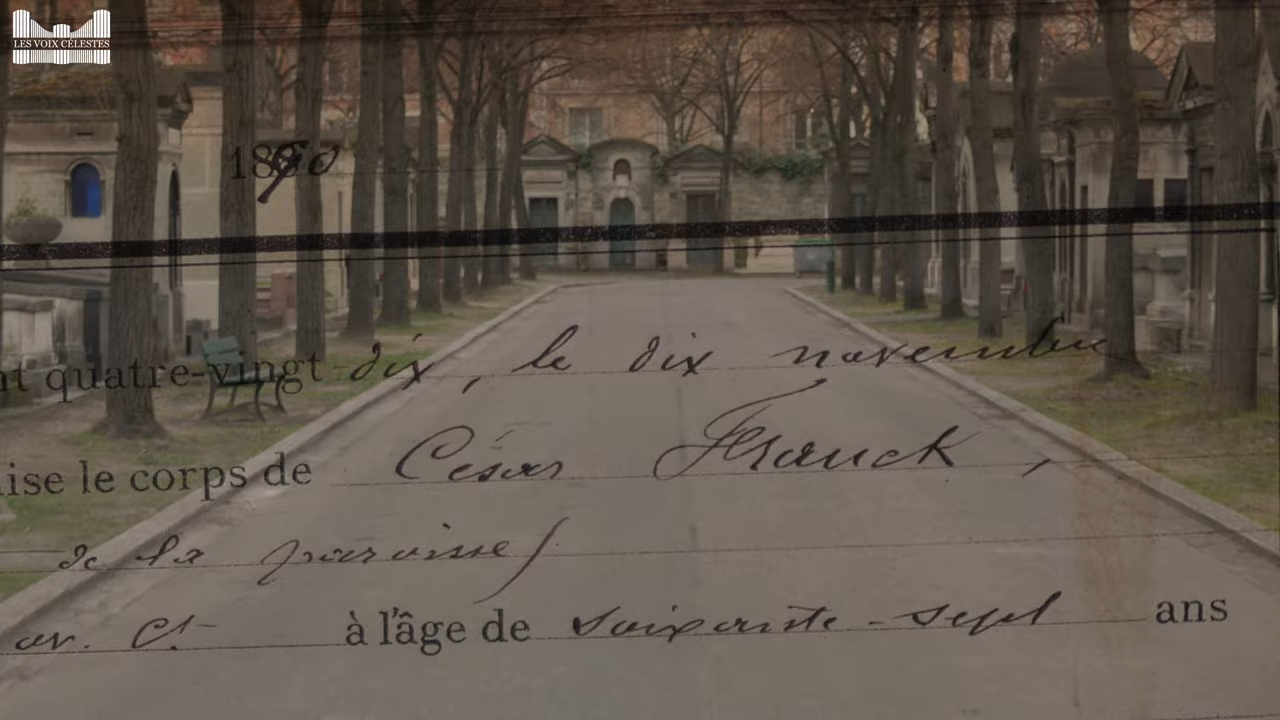 LES VOIX CÉLESTES
1890
nt quatre-vingt dix, le dix novembre
ise le corps de César Franck,
de la paroisse)
à l'âge de soixante-sept ans